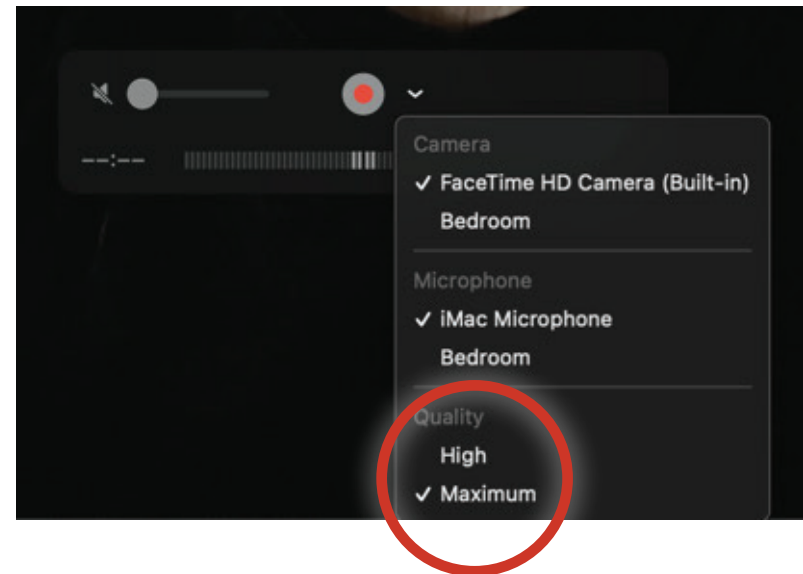 --:--
Camera
✓ FaceTime HD Camera (Built-in)
Bedroom
Microphone
✓ iMac Microphone
Bedroom
Quality
High
✓ Maximum